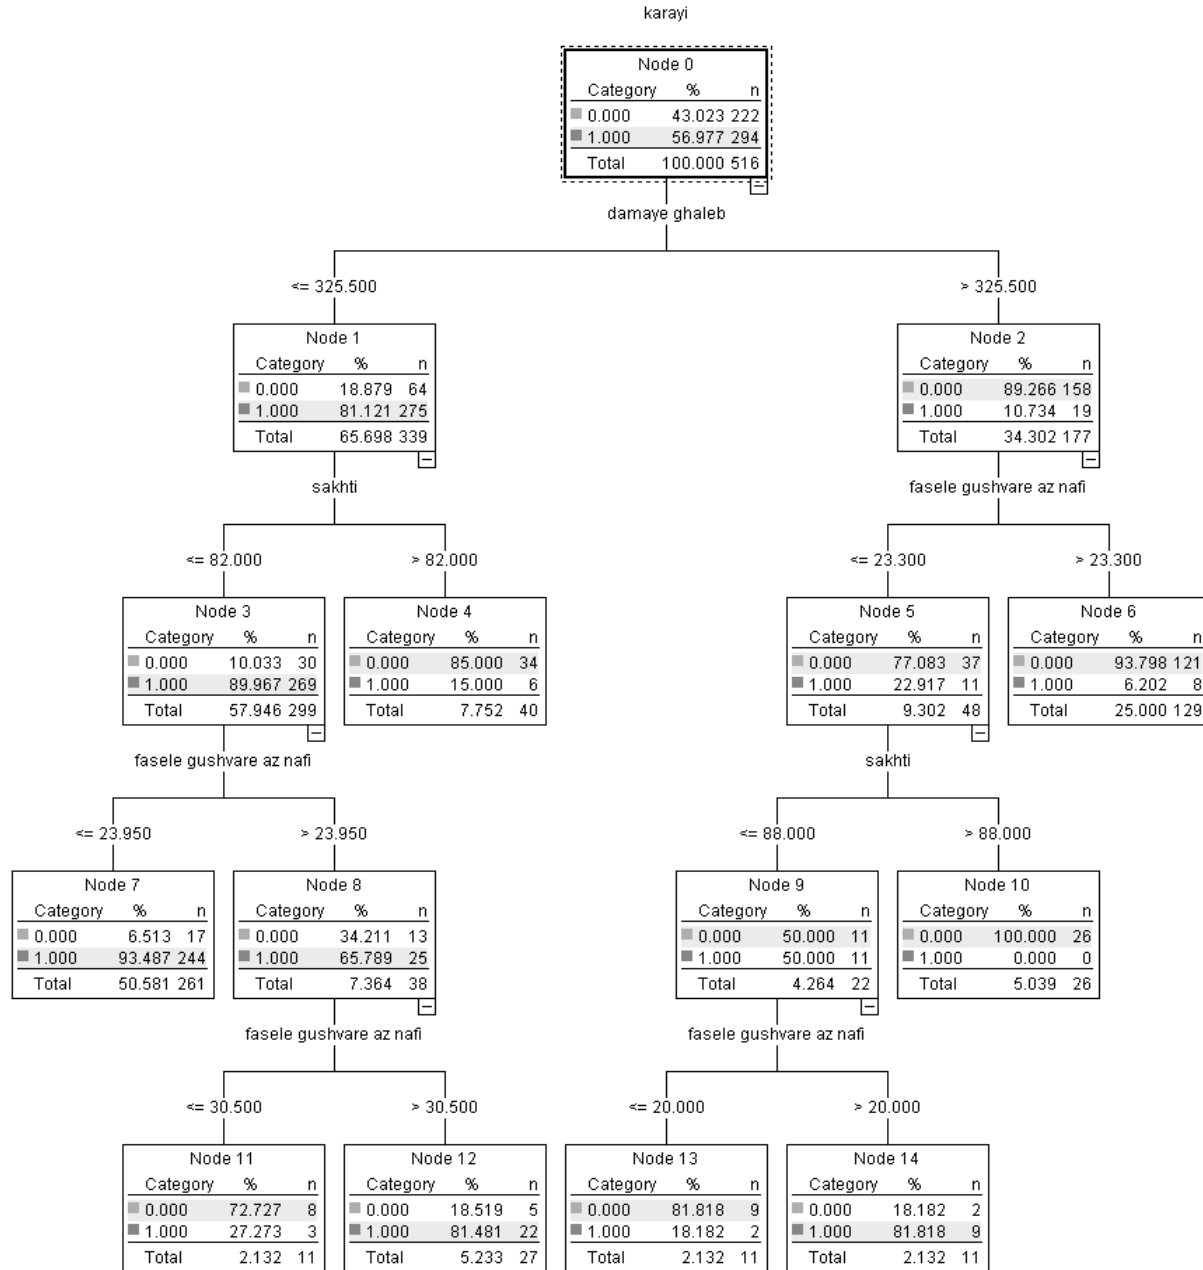 karayi
Node 0
Category % n
0.000 43.023 222
1.000 56.977 294
Total 100.000 516
damaye ghaleb
<= 325.500 > 325.500
Node 1
Category % n
0.000 18.879 64
1.000 81.121 275
Total 65.698 339
Node 2
Category % n
0.000 89.266 158
1.000 10.734 19
Total 34.302 177
sakhti
fasele gushvare az nafi
<= 82.000 > 82.000
<= 23.300 > 23.300
Node 3
Category % n
0.000 10.033 30
1.000 89.967 269
Total 57.946 299
Node 4
Category % n
0.000 85.000 34
1.000 15.000 6
Total 7.752 40
Node 5
Category % n
0.000 77.083 37
1.000 22.917 11
Total 9.302 48
Node 6
Category % n
0.000 93.798 121
1.000 6.202 8
Total 25.000 129
fasele gushvare az nafi
sakhti
<= 23.950 > 23.950
<= 88.000 > 88.000
Node 7
Category % n
0.000 6.513 17
1.000 93.487 244
Total 50.581 261
Node 8
Category % n
0.000 34.211 13
1.000 65.789 25
Total 7.364 38
Node 9
Category % n
0.000 50.000 11
1.000 50.000 11
Total 4.264 22
Node 10
Category % n
0.000 100.000 26
1.000 0.000 0
Total 5.039 26
fasele gushvare az nafi
fasele gushvare az nafi
<= 30.500 > 30.500
<= 20.000 > 20.000
Node 11
Category % n
0.000 72.727 8
1.000 27.273 3
Total 2.132 11
Node 12
Category % n
0.000 18.519 5
1.000 81.481 22
Total 5.233 27
Node 13
Category % n
0.000 81.818 9
1.000 18.182 2
Total 2.132 11
Node 14
Category % n
0.000 18.182 2
1.000 81.818 9
Total 2.132 11